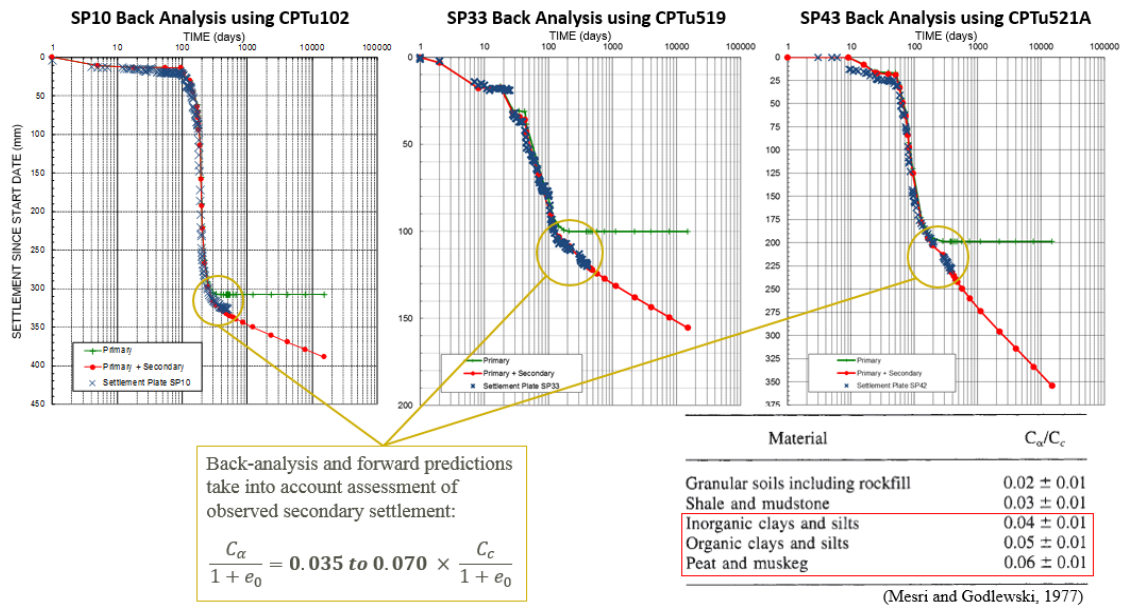 SP10 Back Analysis using CPTu102
TIME (days)
1 10 100 1000 10000 100000
SETTLEMENT SINCE START DATE (mm)
0
50
100
150
200
250
300
350
400
450
Primary
Primary + Secondary
Settlement Plate SP10
SP33 Back Analysis using CPTu519
TIME (days)
1 10 100 1000 10000 100000
0
50
100
150
200
Primary
Primary + Secondary
Settlement Plate SP33
SP43 Back Analysis using CPTu521A
TIME (days)
1 10 100 1000 10000 100000
0
25
50
75
100
125
150
175
200
225
250
275
300
325
350
375
Primary
Primary + Secondary
Settlement Plate SP42
Back-analysis and forward predictions
take into account assessment of
observed secondary settlement:
Cα / 1 + e0 = 0.035 to 0.070 × Cc / 1 + e0
Material Cα/Cc
Granular soils including rockfill 0.02 ± 0.01
Shale and mudstone 0.03 ± 0.01
Inorganic clays and silts 0.04 ± 0.01
Organic clays and silts 0.05 ± 0.01
Peat and muskeg 0.06 ± 0.01
(Mesri and Godlewski, 1977)